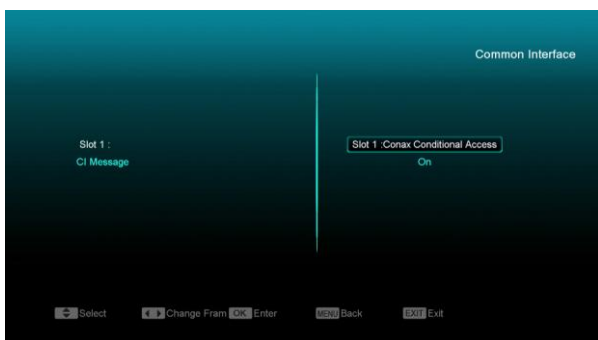 Common Interface
Slot 1 :
Slot 1 :Conax Conditional Access
CI Message
On
Select Change Fram OK Enter MENU Back EXIT Exit